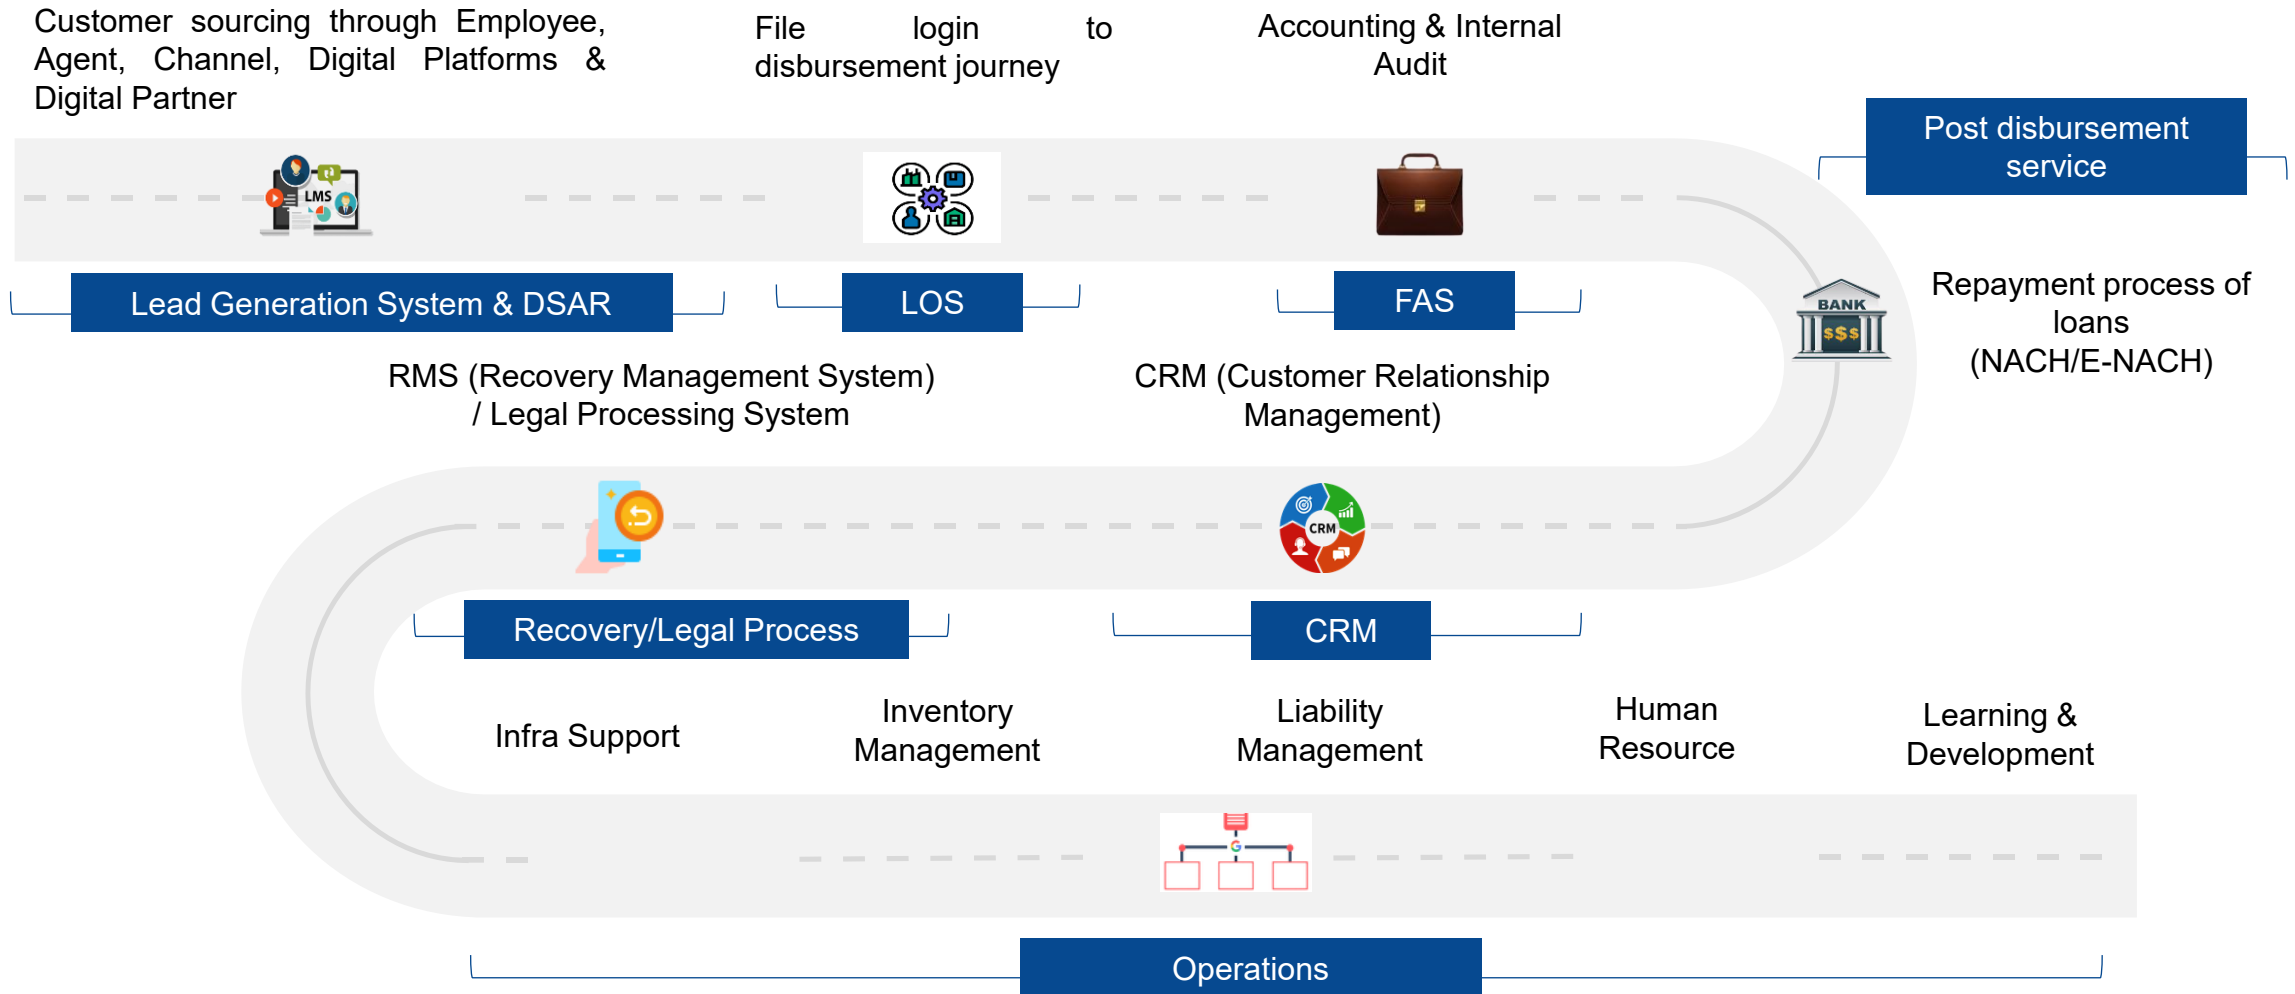 Customer sourcing through Employee,
Agent, Channel, Digital Platforms &
Digital Partner
File login to
disbursement journey
Accounting & Internal
Audit
Post disbursement
service
LMS
Lead Generation System & DSAR
LOS
FAS
BANK
$$$
Repayment process of
loans
(NACH/E-NACH)
RMS (Recovery Management System)
/ Legal Processing System
CRM (Customer Relationship
Management)
CRM
Recovery/Legal Process
CRM
Infra Support
Inventory
Management
Liability
Management
Human
Resource
Learning &
Development
G
Operations